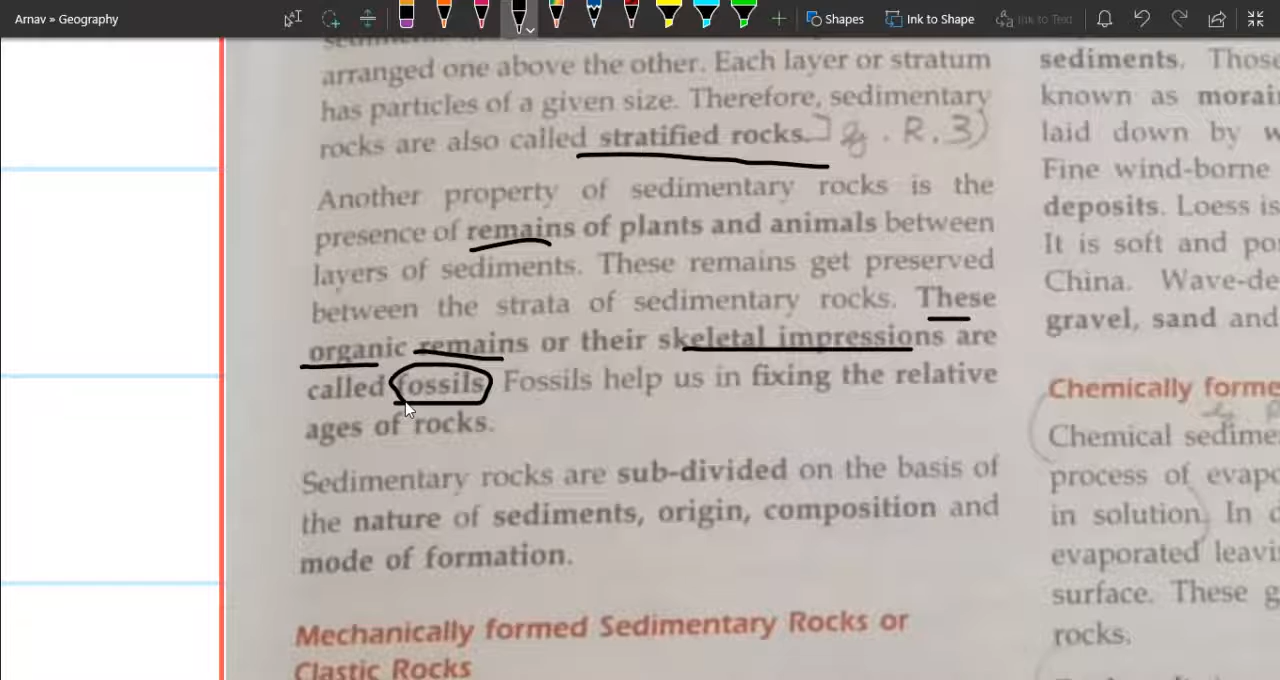 Arnav » Geography
Shapes
Ink to Shape
Ink to Text
arranged one above the other. Each layer or stratum
has particles of a given size. Therefore, sedimentary
rocks are also called stratified rocks. . R.3)
Another property of sedimentary rocks is the
presence of remains of plants and animals between
layers of sediments. These remains get preserved
between the strata of sedimentary rocks. These
organic remains or their skeletal impressions are
called fossils. Fossils help us in fixing the relative
ages of rocks.
Sedimentary rocks are sub-divided on the basis of
the nature of sediments, origin, composition and
mode of formation.
Mechanically formed Sedimentary Rocks or
Clastic Rocks
sediments. Those
known as morai
laid down by w
Fine wind-borne
deposits. Loess is
It is soft and po
China. Wave-de
gravel, sand and
Chemically forme
Chemical sedime
process of evapo
in solution. In
evaporated leavi
surface. These g
rocks.